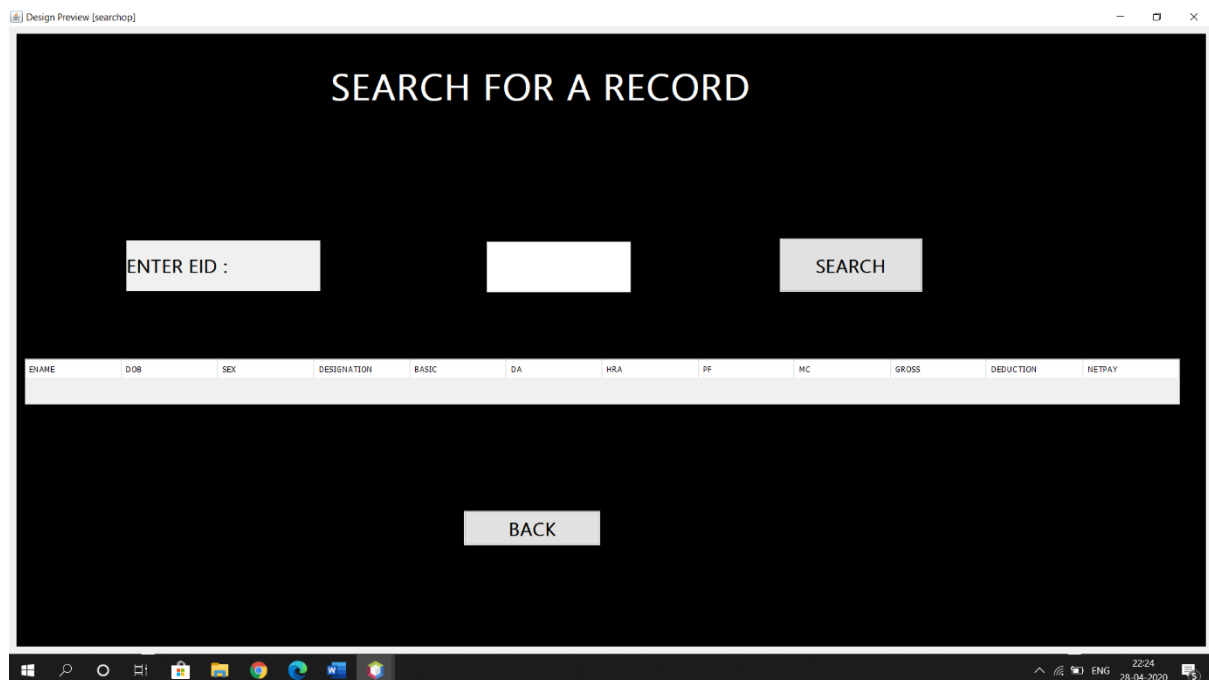 Design Preview [searchop]
SEARCH FOR A RECORD
ENTER EID :
SEARCH
ENAME DOB SEX DESIGNATION BASIC DA HRA PF MC GROSS DEDUCTION NETPAY
BACK
ENG
22:24
28-04-2020
5